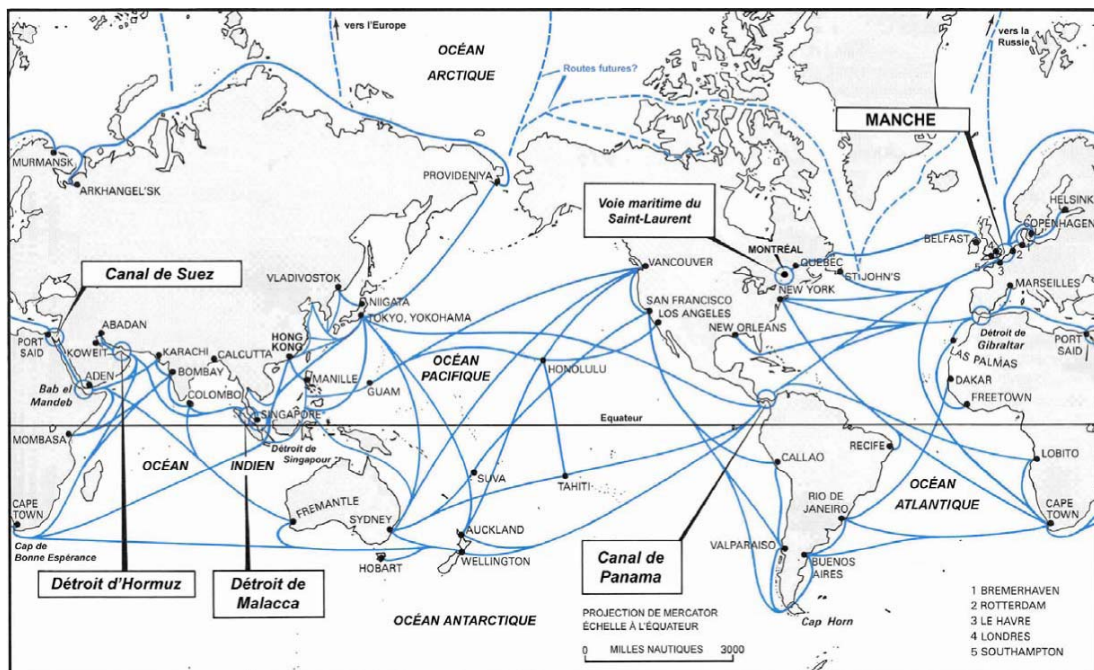 vers l'Europe
OCÉAN
ARCTIQUE
Routes futures?
vers la
Russie
MANCHE
MURMANSK
ARKHANGEL'SK
PROVIDENIYA
Voie maritime du
Saint-Laurent
HELSINK
COPENHAGEN
BELFAST
4
5
3
2
1
MONTRÉAL
QUÉBEC
ST JOHN'S
Canal de Suez
VLADIVOSTOK
VANCOUVER
NEW YORK
MARSEILLES
NIIGATA
TOKYO, YOKOHAMA
SAN FRANCISCO
LOS ANGELES
NEW ORLEANS
Détroit de
Gibraltar
PORT
SAID
ABADAN
KOWEIT
KARACHI
CALCUTTA
HONG
KONG
OCÉAN
PACIFIQUE
LAS PALMAS
PORT
SAID
ADEN
BOMBAY
MANILLE
GUAM
HONOLULU
DAKAR
Bab el
Mandeb
COLOMBO
SINGAPORE
FREETOWN
Equateur
MOMBASA
Détroit de
Singapour
RECIFE
LOBITO
OCÉAN
INDIEN
SUVA
TAHITI
CALLAO
OCÉAN
ATLANTIQUE
CAPE
TOWN
FREMANTLE
SYDNEY
AUCKLAND
RIO DE
JANEIRO
CAPE
TOWN
Cap de
Bonne Espérance
HOBART
WELLINGTON
VALPARAISO
BUENOS
AIRES
Détroit d'Hormuz
Détroit de
Malacca
Canal de
Panama
OCÉAN ANTARCTIQUE
PROJECTION DE MERCATOR
ÉCHELLE À L'ÉQUATEUR
0 MILLES NAUTIQUES 3000
Cap Horn
1 BREMERHAVEN
2 ROTTERDAM
3 LE HAVRE
4 LONDRES
5 SOUTHAMPTON